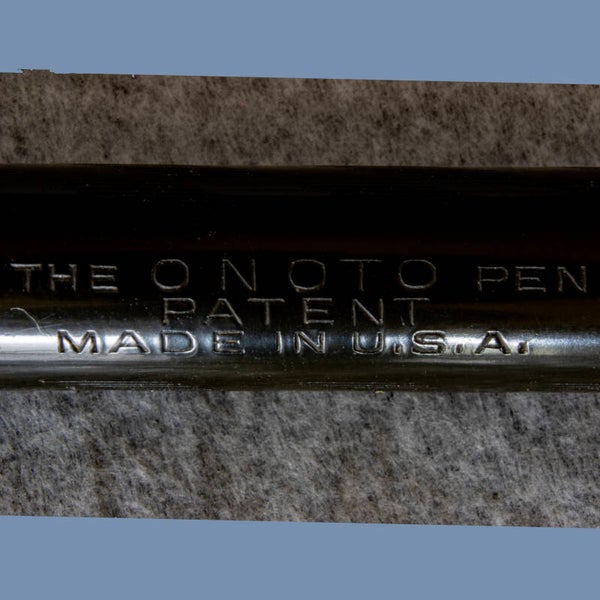 THE ONOTO PEN
PATENT
MADE IN U.S.A.